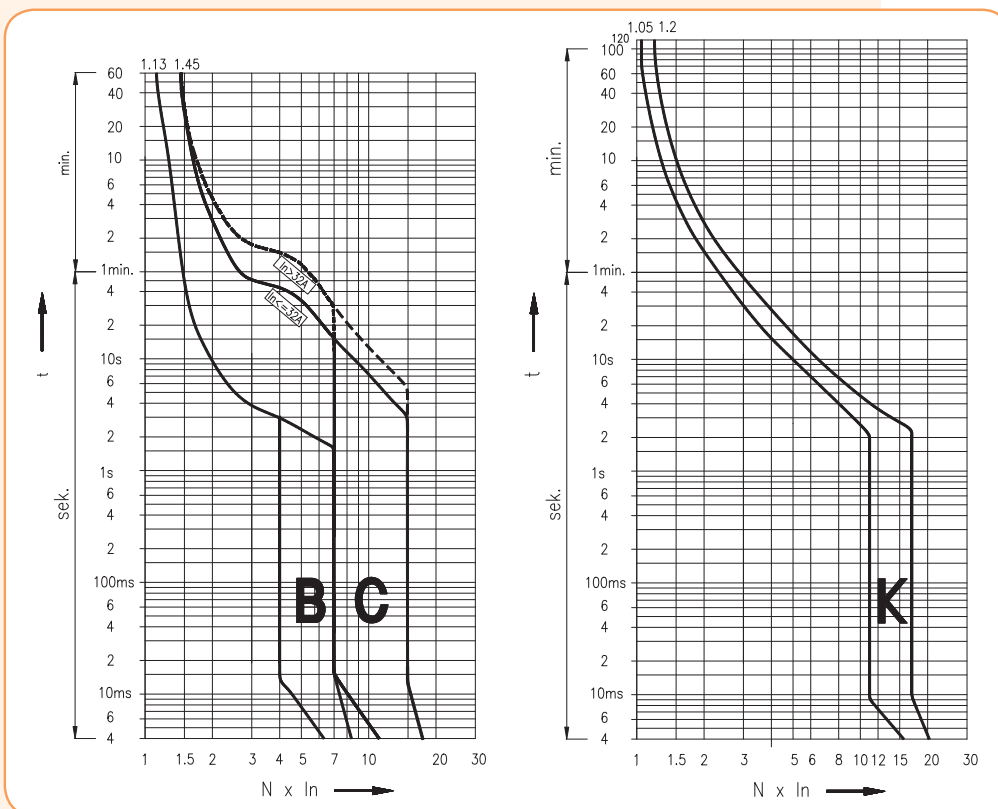 1.13 1.45
60
40
20
10
6
4
2
1min.
4
2
10s
6
4
2
1s
6
2
100ms
6
4
2
10ms
6
4
min.
sek.
t
In>32A
In<=32A
B C
1 1.5 2 3 4 5 7 10 20 30
N x In
1.05 1.2
120
100
60
40
20
10
6
4
2
1min.
4
2
10s
6
4
2
1s
6
2
100ms
6
4
2
10ms
6
4
min.
sek.
t
K
1 1.5 2 3 5 6 8 10 12 15 20 30
N x In